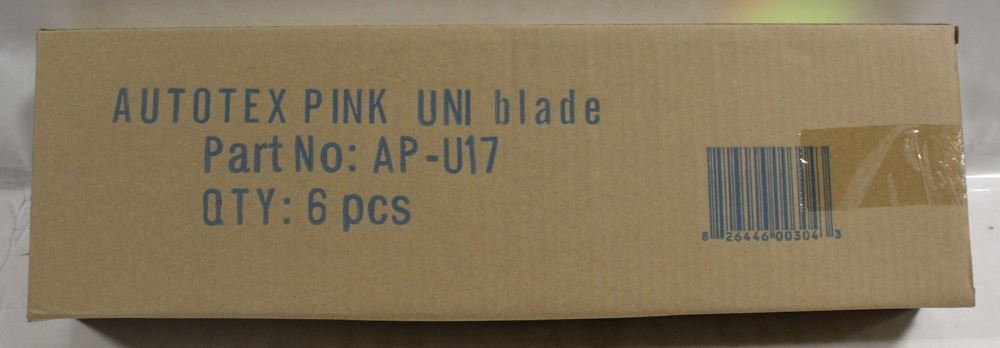 AUTOTEX PINK UNI blade
Part No: AP-U17
QTY: 6 pcs
8 26446 00304 3